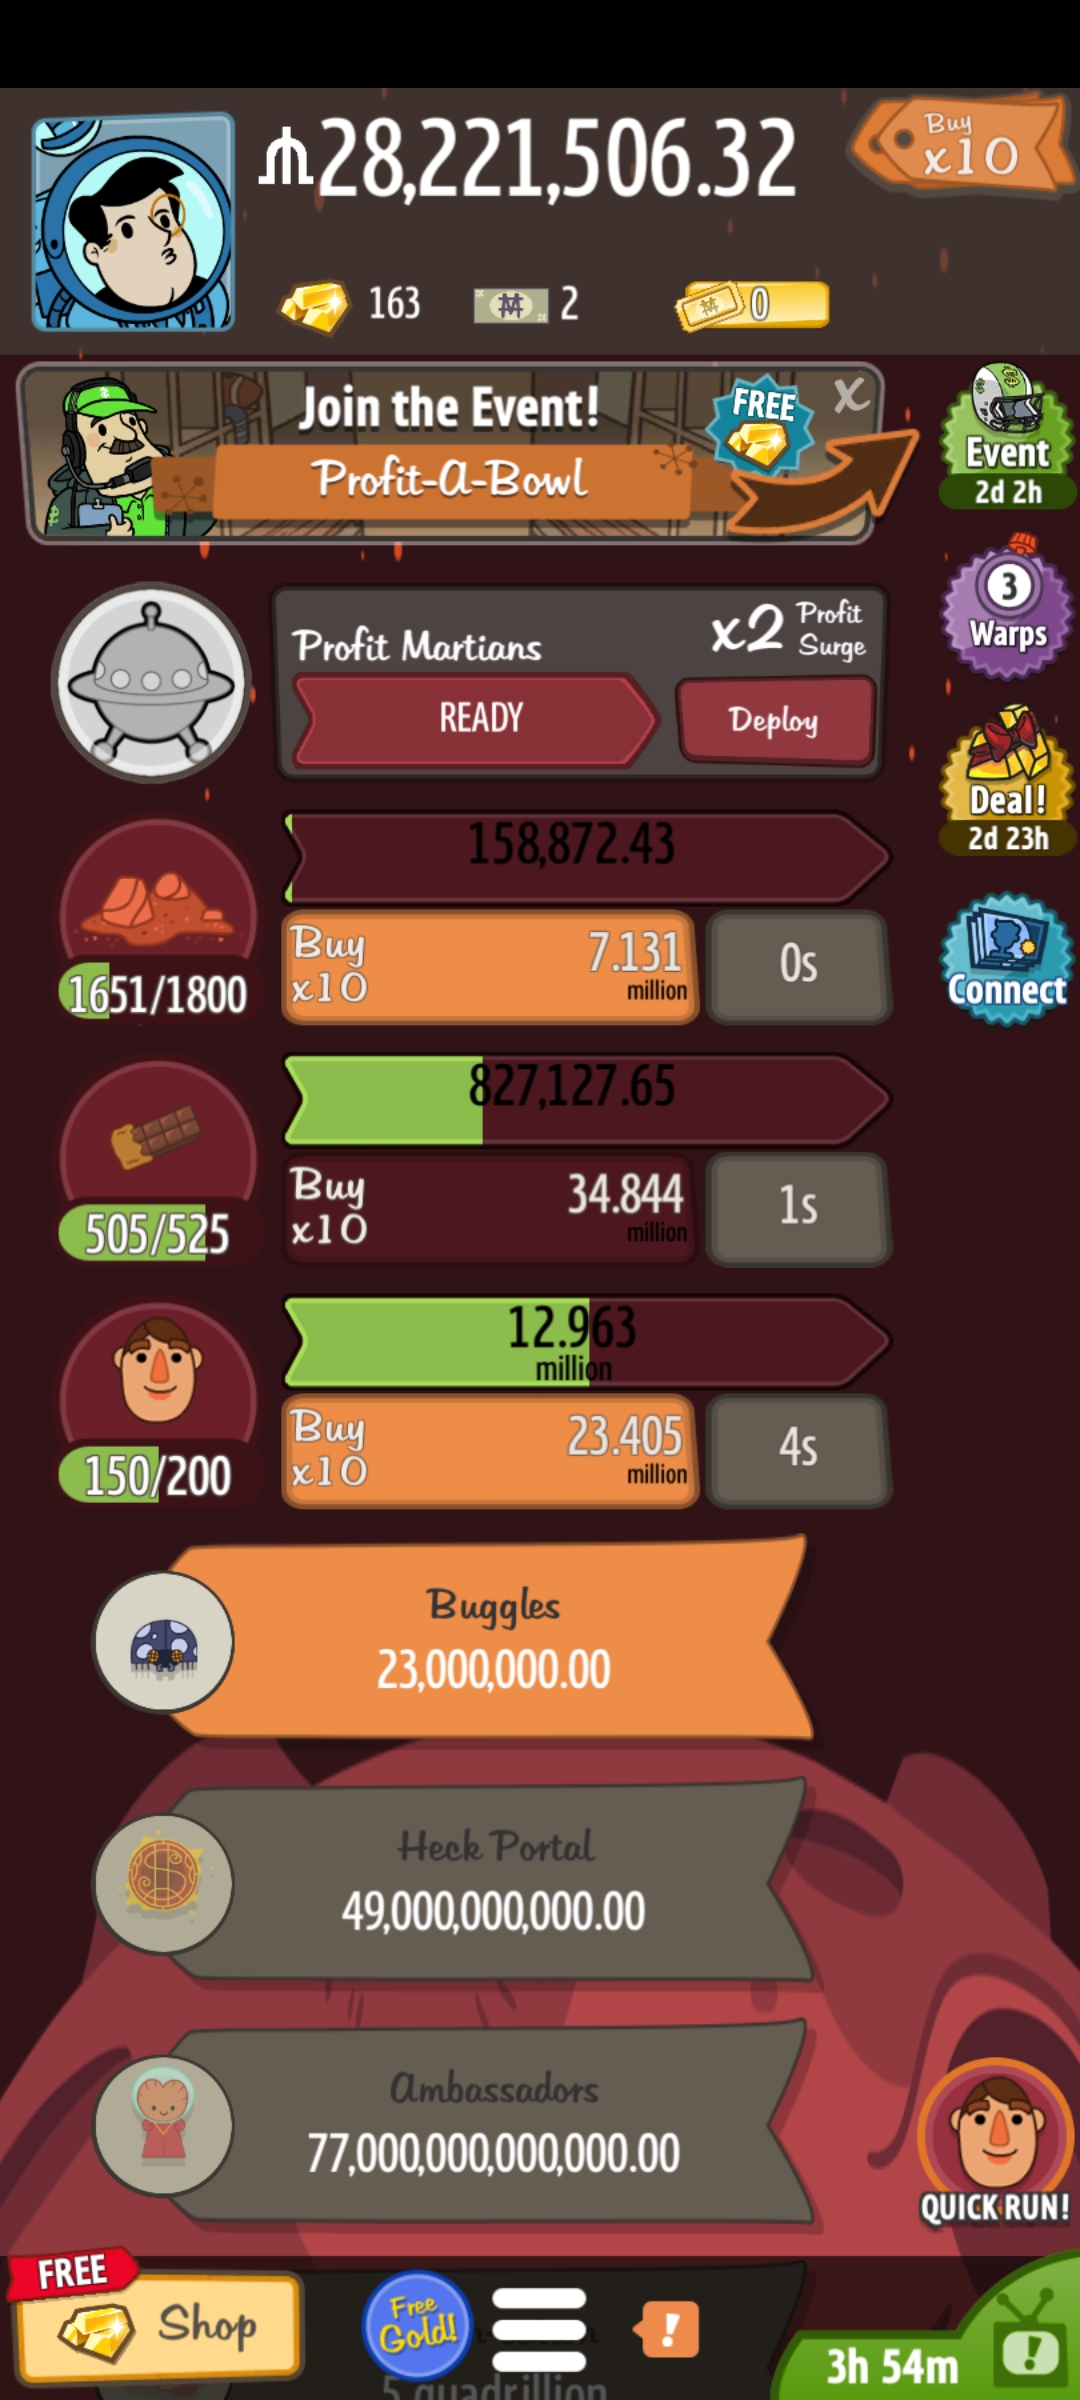 28,221,506.32
Buy
x10
163
2
0
Join the Event!
Profit-A-Bowl
FREE
X
Event
2d 2h
3
Warps
Profit Martians
x2 Profit
Surge
READY
Deploy
Deal!
2d 23h
158,872.43
Buy
x10
7.131
million
0s
1651/1800
Connect
827,127.65
Buy
x10
34.844
million
1s
505/525
12.963
million
Buy
x10
23.405
million
4s
150/200
Buggles
23,000,000.00
Heck Portal
49,000,000,000.00
Ambassadors
77,000,000,000,000.00
QUICK RUN!
FREE
Shop
Free
Gold!
!
3h 54m
!
5 quadrillion